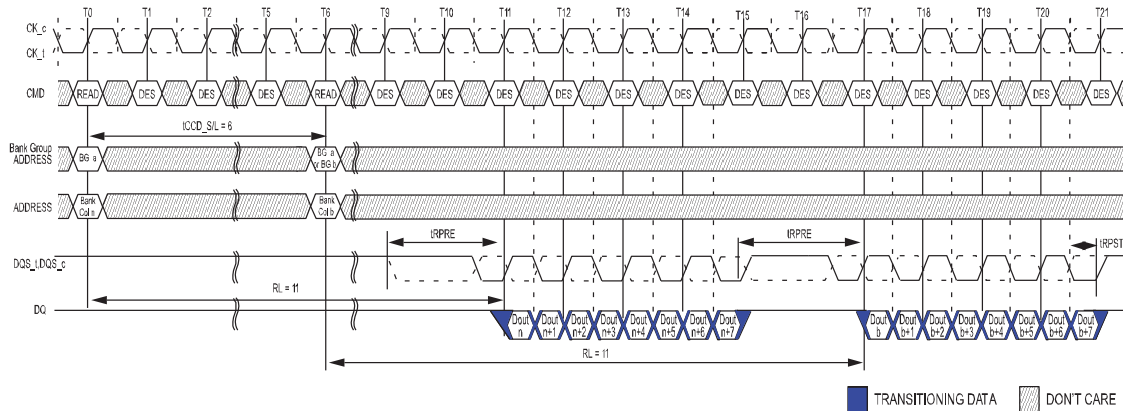 T0 T1 T2 T5 T6 T9 T10 T11 T12 T13 T14 T15 T16 T17 T11 T18 T19 T20 T21
CK_c
CK_t
CMD READ DES DES DES READ DES DES DES DES DES DES DES DES DES DES DES DES DES
tCCD_S/L = 6
Bank Group
ADDRESS
BG a
BG a
or BG b
ADDRESS
Bank
Col n
Bank
Col b
tRPRE tRPRE tRPST
DQS_t,DQS_c
RL = 11
DQ
Dout
n
Dout
n+1
Dout
n+2
Dout
n+3
Dout
n+4
Dout
n+5
Dout
n+6
Dout
n+7
Dout
b
Dout
b+1
Dout
b+2
Dout
b+3
Dout
b+4
Dout
b+5
Dout
b+6
Dout
b+7
RL = 11
TRANSITIONING DATA DON'T CARE